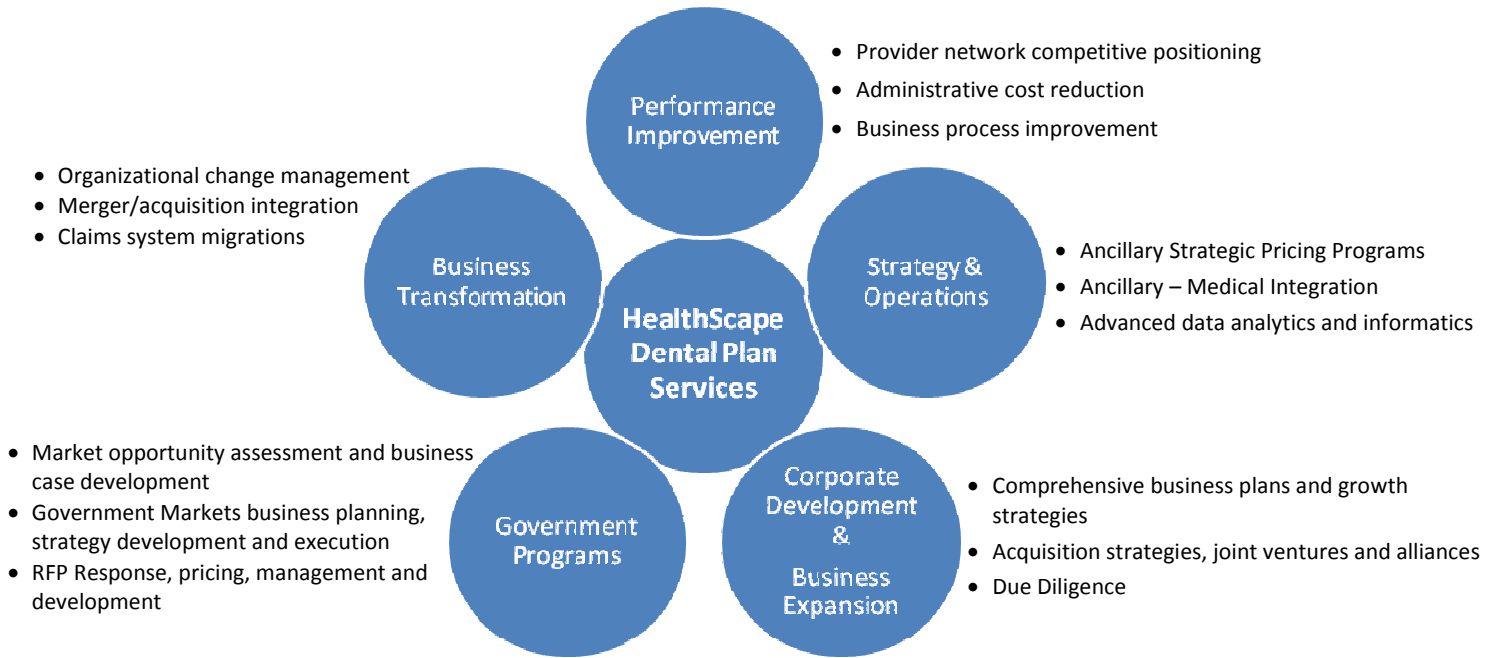 Performance
Improvement
• Provider network competitive positioning
• Administrative cost reduction
• Business process improvement
• Organizational change management
• Merger/acquisition integration
• Claims system migrations
Business
Transformation
Strategy &
Operations
• Ancillary Strategic Pricing Programs
• Ancillary – Medical Integration
• Advanced data analytics and informatics
HealthScape
Dental Plan
Services
• Market opportunity assessment and business
case development
• Government Markets business planning,
strategy development and execution
• RFP Response, pricing, management and
development
Government
Programs
Corporate
Development
&
Business
Expansion
• Comprehensive business plans and growth
strategies
• Acquisition strategies, joint ventures and alliances
• Due Diligence